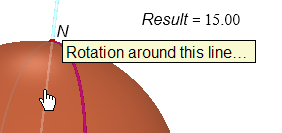 Result = 15.00
N
Rotation around this line...